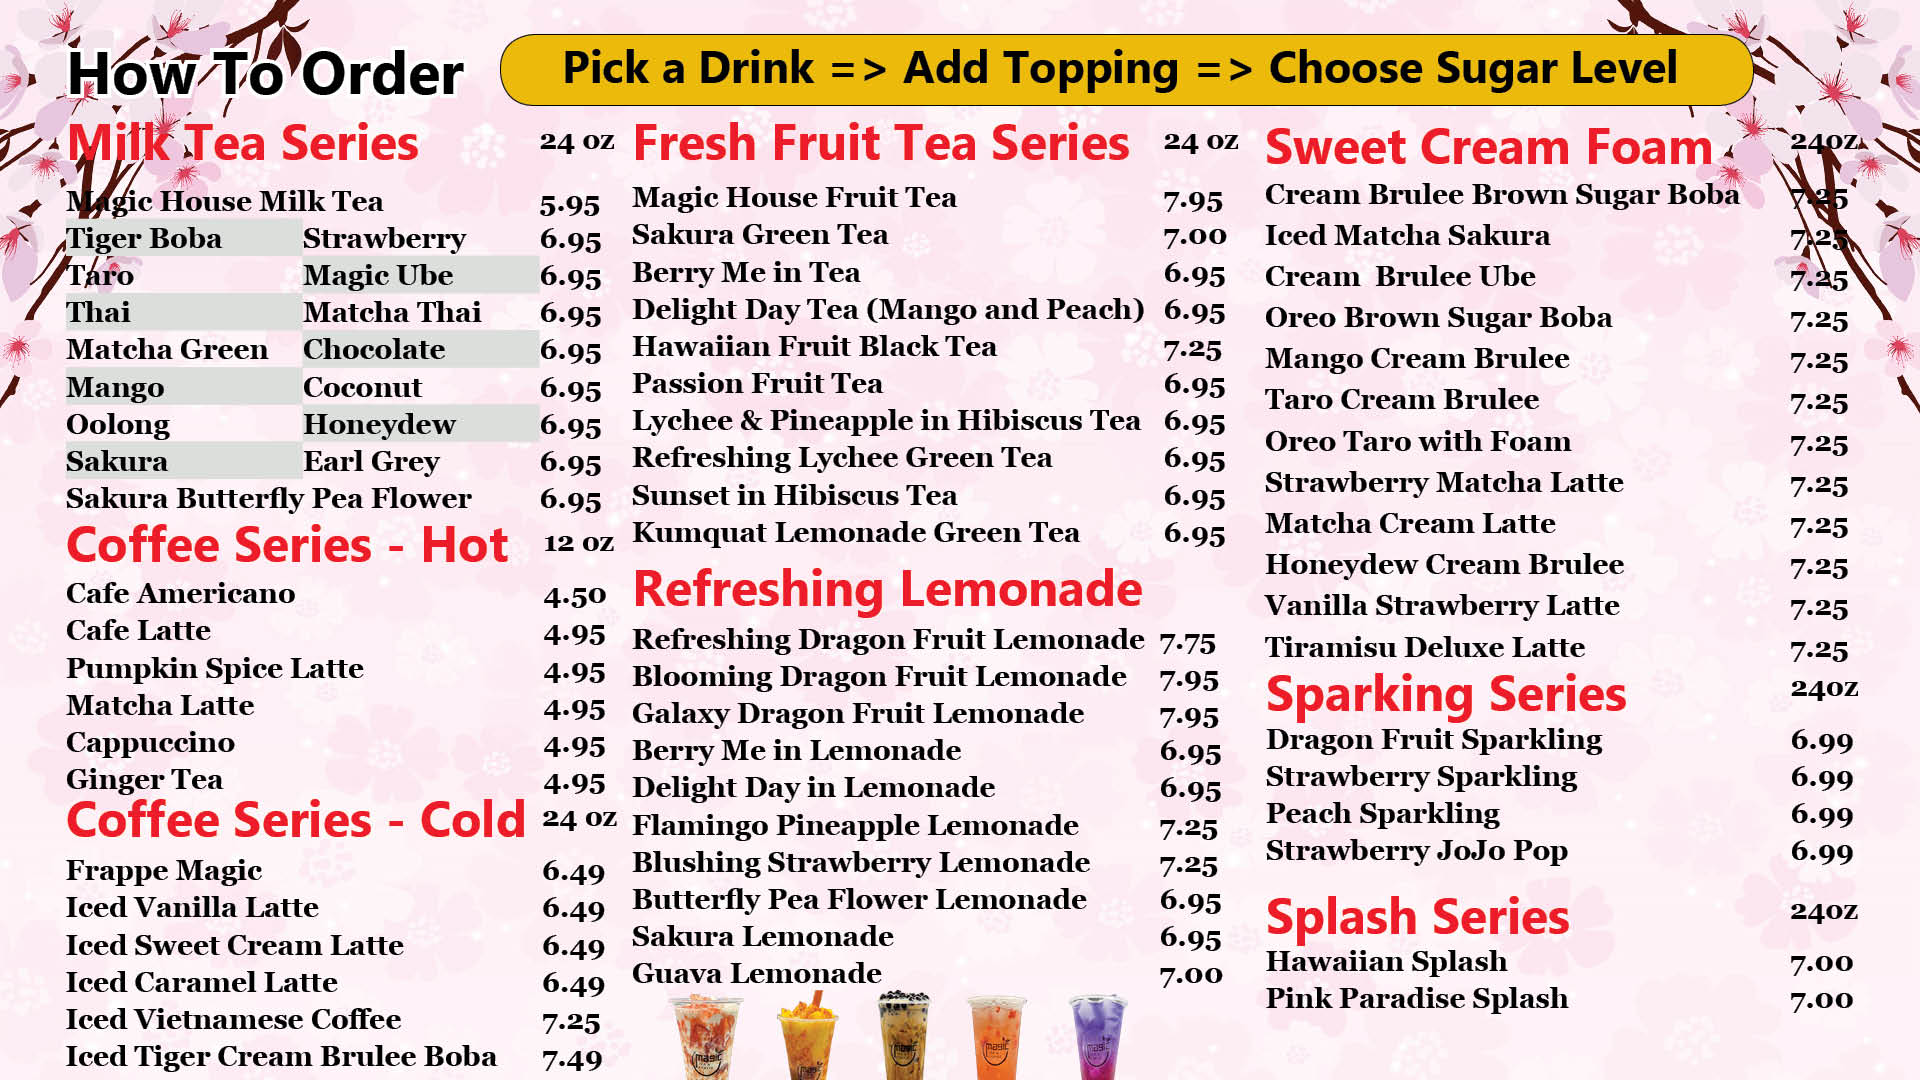 How To Order
Pick a Drink => Add Topping => Choose Sugar Level
Milk Tea Series 24 oz
Magic House Milk Tea 5.95
Tiger Boba Strawberry 6.95
Taro Magic Ube 6.95
Thai Matcha Thai 6.95
Matcha Green Chocolate 6.95
Mango Coconut 6.95
Oolong Honeydew 6.95
Sakura Earl Grey 6.95
Sakura Butterfly Pea Flower 6.95
Coffee Series - Hot 12 oz
Cafe Americano 4.50
Cafe Latte 4.95
Pumpkin Spice Latte 4.95
Matcha Latte 4.95
Cappuccino 4.95
Ginger Tea 4.95
Coffee Series - Cold 24 oz
Frappe Magic 6.49
Iced Vanilla Latte 6.49
Iced Sweet Cream Latte 6.49
Iced Caramel Latte 6.49
Iced Vietnamese Coffee 7.25
Iced Tiger Cream Brulee Boba 7.49
Fresh Fruit Tea Series 24 oz
Magic House Fruit Tea 7.95
Sakura Green Tea 7.00
Berry Me in Tea 6.95
Delight Day Tea (Mango and Peach) 6.95
Hawaiian Fruit Black Tea 7.25
Passion Fruit Tea 6.95
Lychee & Pineapple in Hibiscus Tea 6.95
Refreshing Lychee Green Tea 6.95
Sunset in Hibiscus Tea 6.95
Kumquat Lemonade Green Tea 6.95
Refreshing Lemonade
Refreshing Dragon Fruit Lemonade 7.75
Blooming Dragon Fruit Lemonade 7.95
Galaxy Dragon Fruit Lemonade 7.95
Berry Me in Lemonade 6.95
Delight Day in Lemonade 6.95
Flamingo Pineapple Lemonade 7.25
Blushing Strawberry Lemonade 7.25
Butterfly Pea Flower Lemonade 6.95
Sakura Lemonade 6.95
Guava Lemonade 7.00
magic
magic
magic
magic
magic
Sweet Cream Foam 24oz
Cream Brulee Brown Sugar Boba 7.25
Iced Matcha Sakura 7.25
Cream  Brulee Ube 7.25
Oreo Brown Sugar Boba 7.25
Mango Cream Brulee 7.25
Taro Cream Brulee 7.25
Oreo Taro with Foam 7.25
Strawberry Matcha Latte 7.25
Matcha Cream Latte 7.25
Honeydew Cream Brulee 7.25
Vanilla Strawberry Latte 7.25
Tiramisu Deluxe Latte 7.25
Sparking Series 24oz
Dragon Fruit Sparkling 6.99
Strawberry Sparkling 6.99
Peach Sparkling 6.99
Strawberry JoJo Pop 6.99
Splash Series 24oz
Hawaiian Splash 7.00
Pink Paradise Splash 7.00